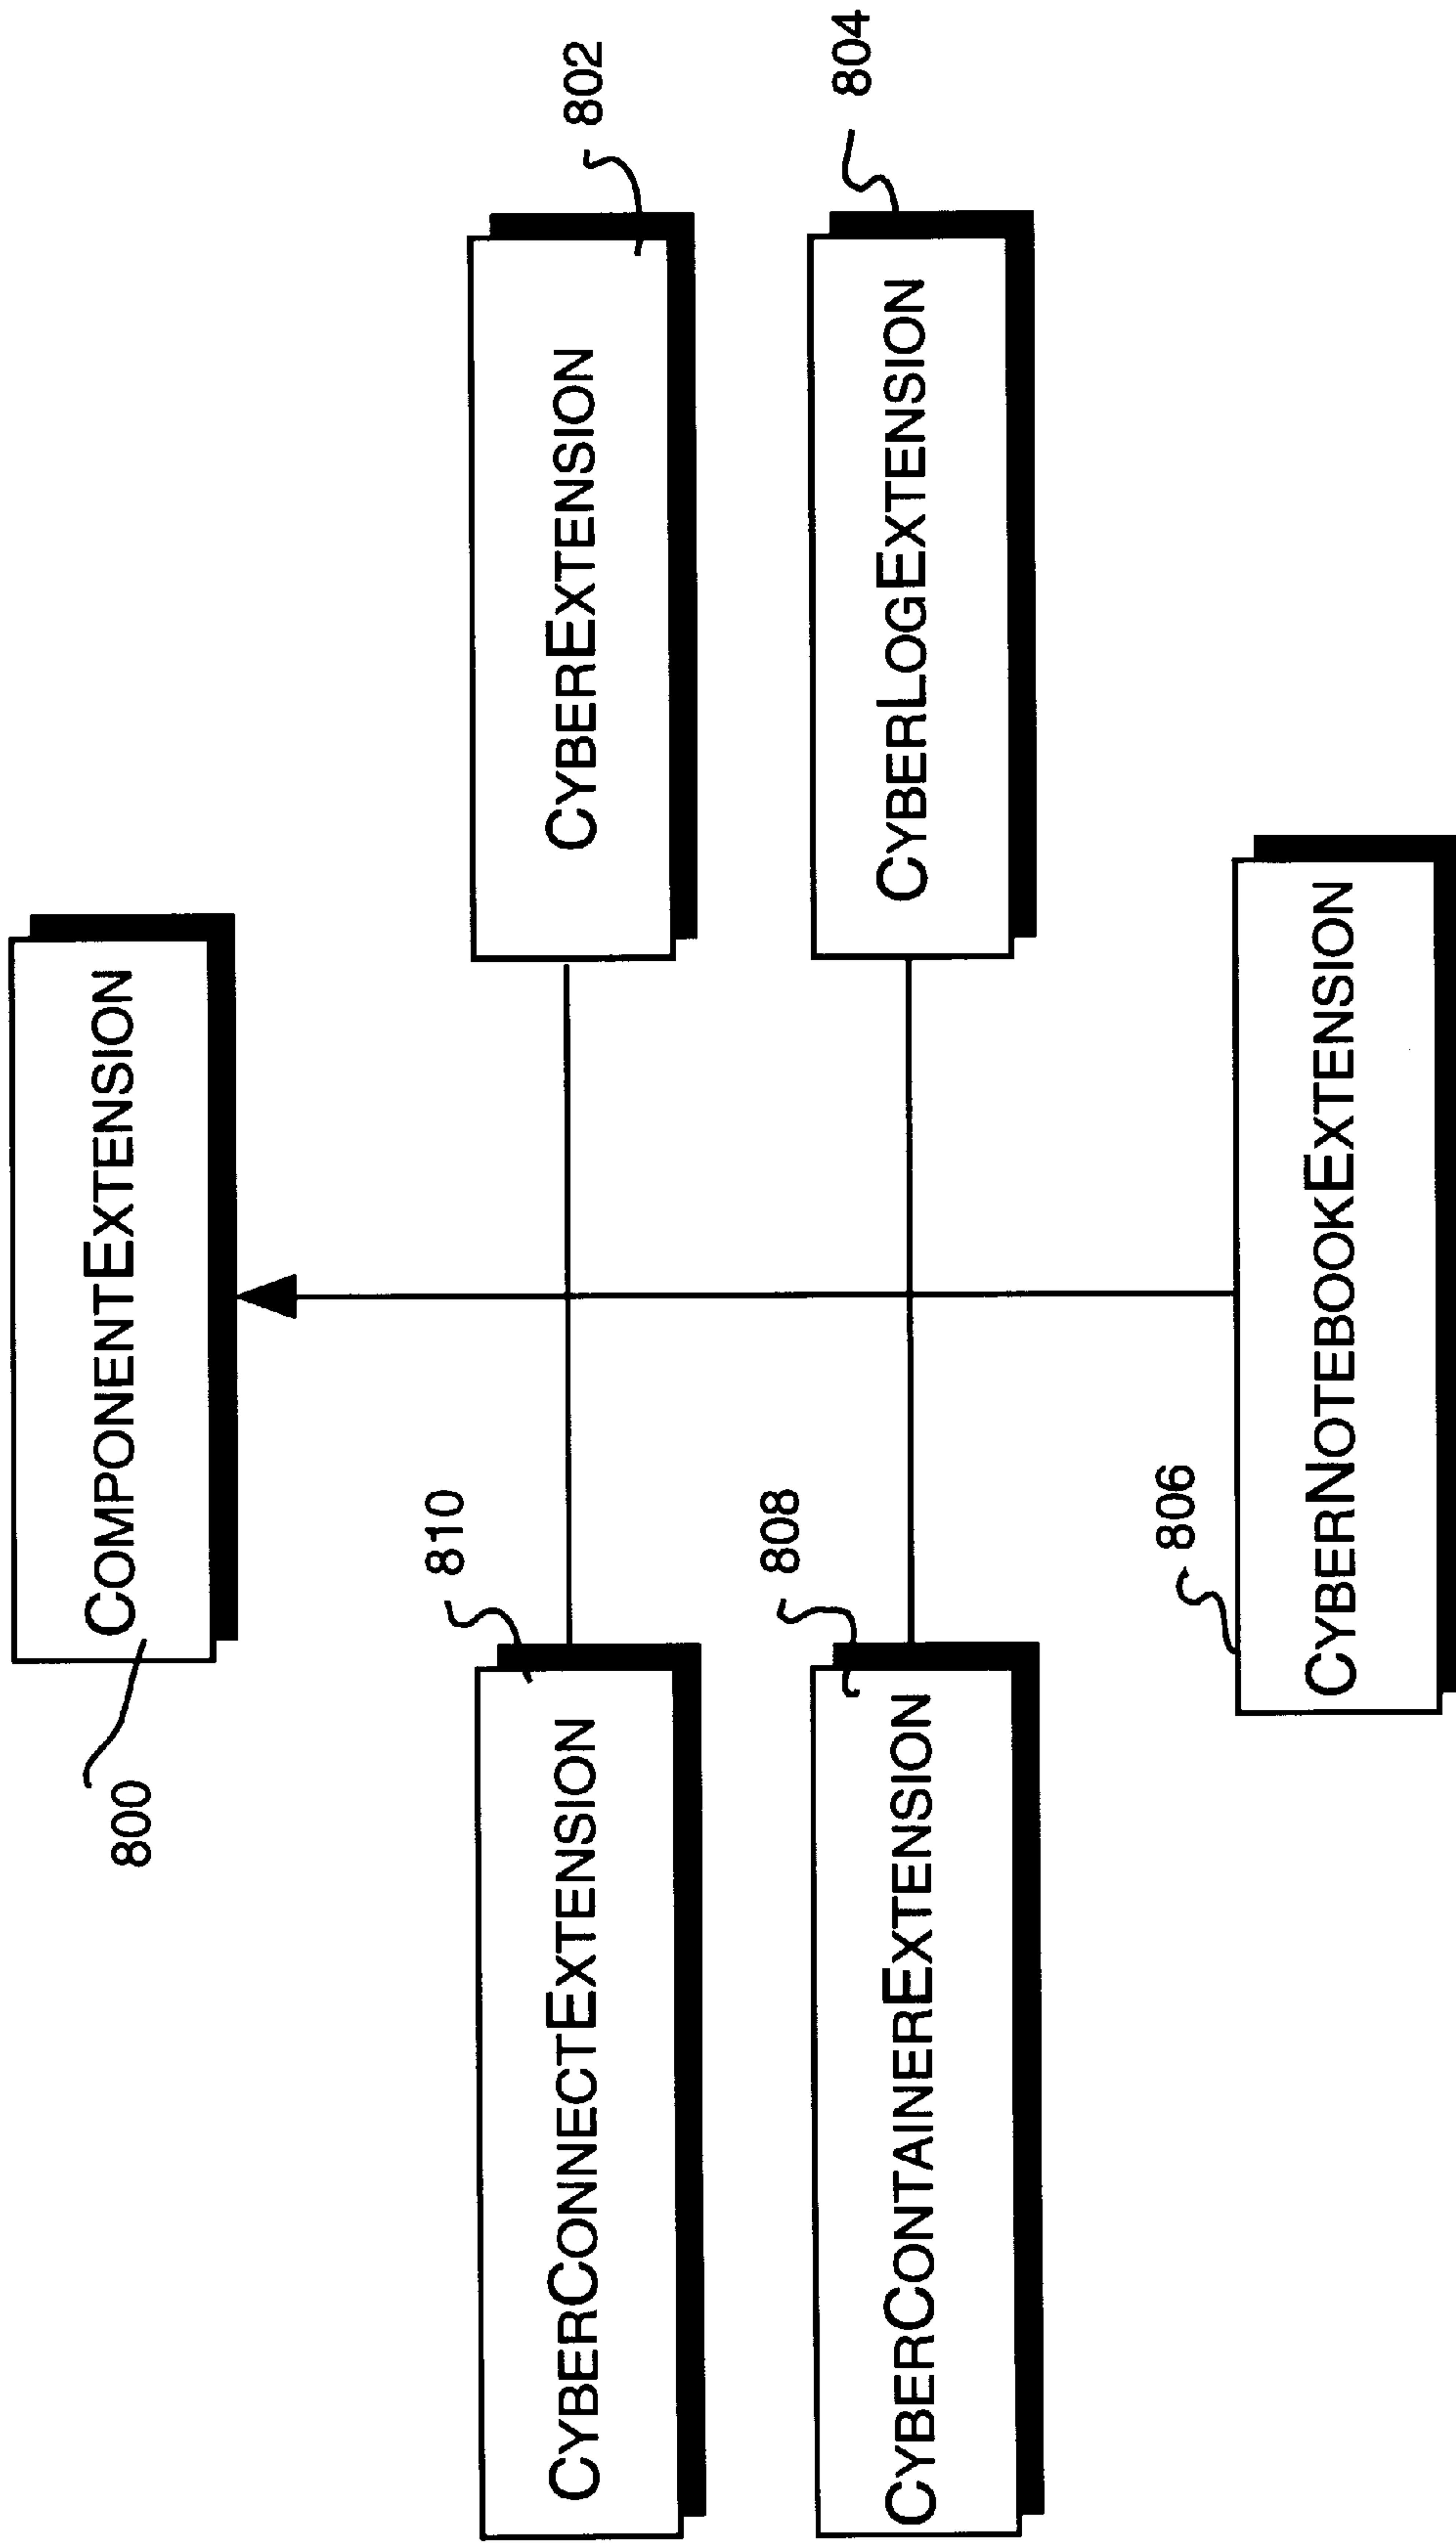 800
COMPONENTEXTENSION
810
CYBERCONNECTEXTENSION
CYBEREXTENSION
802
808
CYBERCONTAINEREXTENSION
CYBERLOGEXTENSION
804
806
CYBERNOTEBOOKEXTENSION